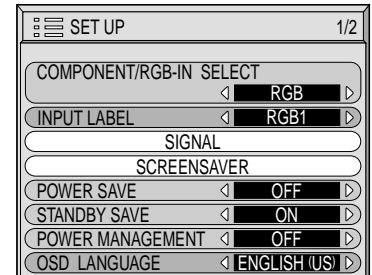 SET UP 1/2
COMPONENT/RGB-IN SELECT
RGB
INPUT LABEL RGB1
SIGNAL
SCREENSAVER
POWER SAVE OFF
STANDBY SAVE ON
POWER MANAGEMENT OFF
OSD LANGUAGE ENGLISH (US)